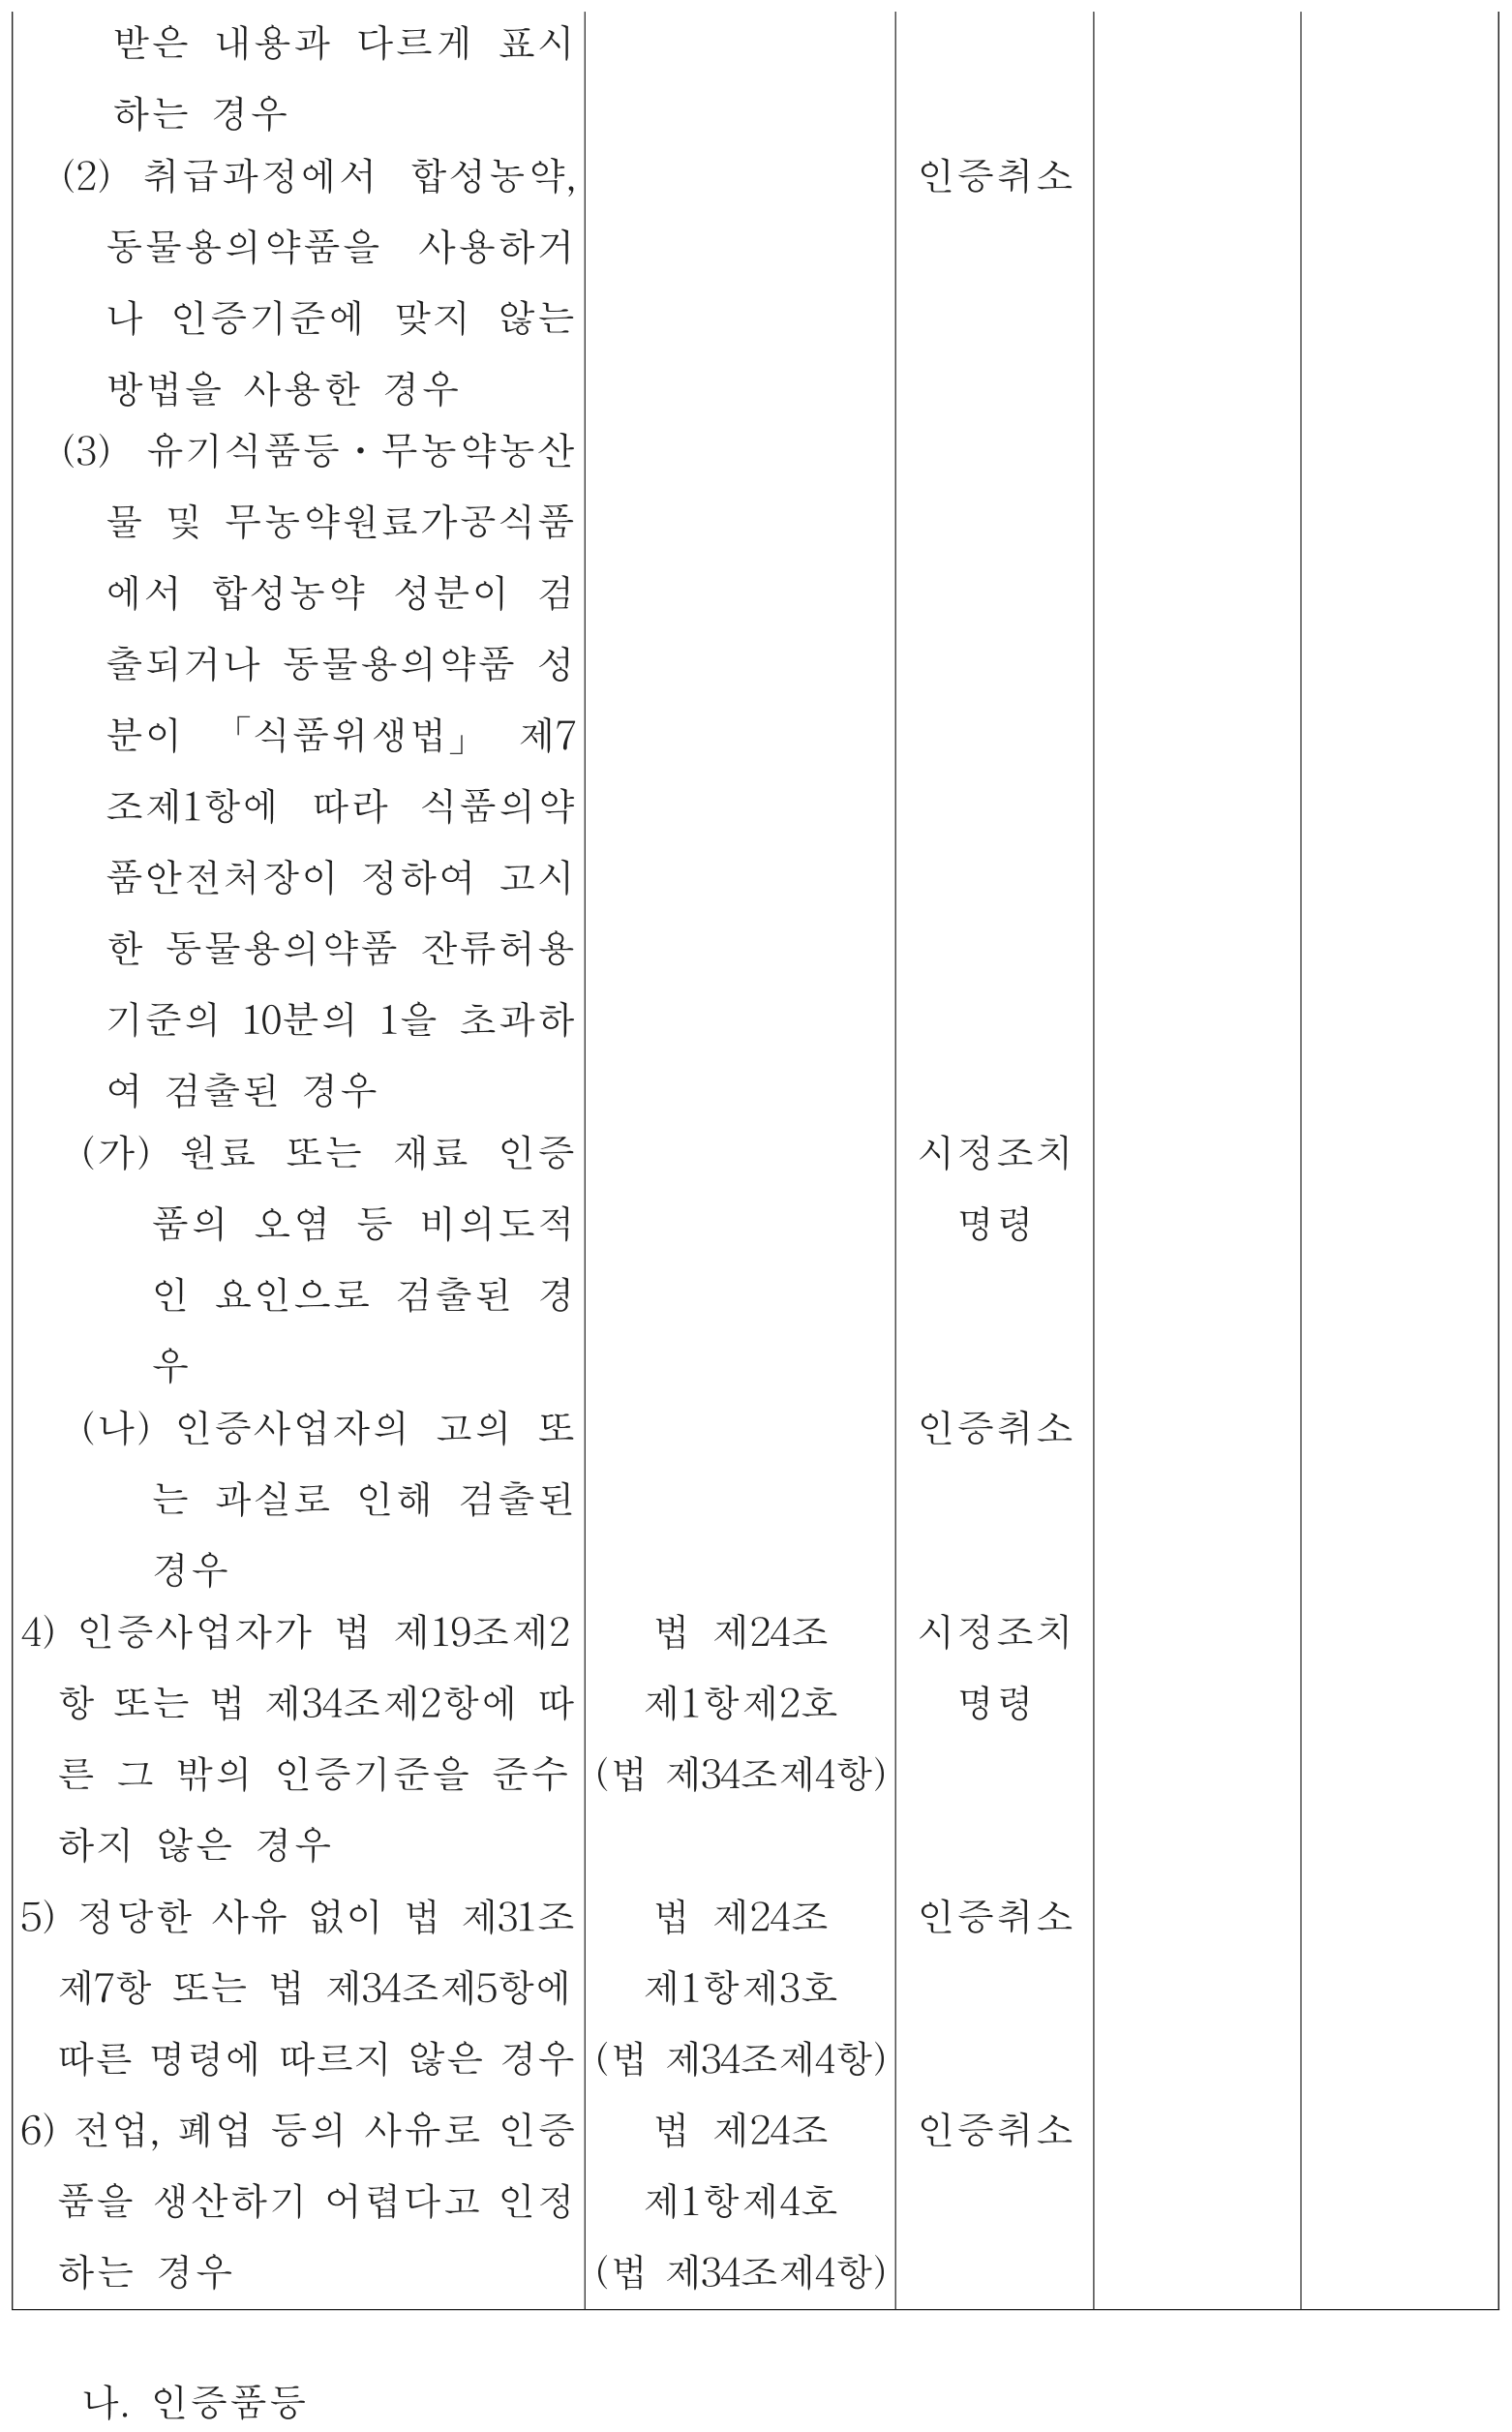 받은 내용과 다르게 표시
하는 경우
(2) 취급과정에서 합성농약,
동물용의약품을 사용하거
나 인증기준에 맞지 않는
방법을 사용한 경우
인증취소
(3) 유기식품등·무농약농산
물 및 무농약원료가공식품
에서 합성농약 성분이 검
출되거나 동물용의약품 성
분이 「식품위생법」 제7
조제1항에 따라 식품의약
품안전처장이 정하여 고시
한 동물용의약품 잔류허용
기준의 10분의 1을 초과하
여 검출된 경우
(가) 원료 또는 재료 인증
품의 오염 등 비의도적
인 요인으로 검출된 경
우
시정조치
명령
(나) 인증사업자의 고의 또
는 과실로 인해 검출된
경우
인증취소
4) 인증사업자가 법 제19조제2
항 또는 법 제34조제2항에 따
른 그 밖의 인증기준을 준수
하지 않은 경우
법 제24조
제1항제2호
(법 제34조제4항)
시정조치
명령
5) 정당한 사유 없이 법 제31조
제7항 또는 법 제34조제5항에
따른 명령에 따르지 않은 경우
법 제24조
제1항제3호
(법 제34조제4항)
인증취소
6) 전업, 폐업 등의 사유로 인증
품을 생산하기 어렵다고 인정
하는 경우
법 제24조
제1항제4호
(법 제34조제4항)
인증취소
나. 인증품등